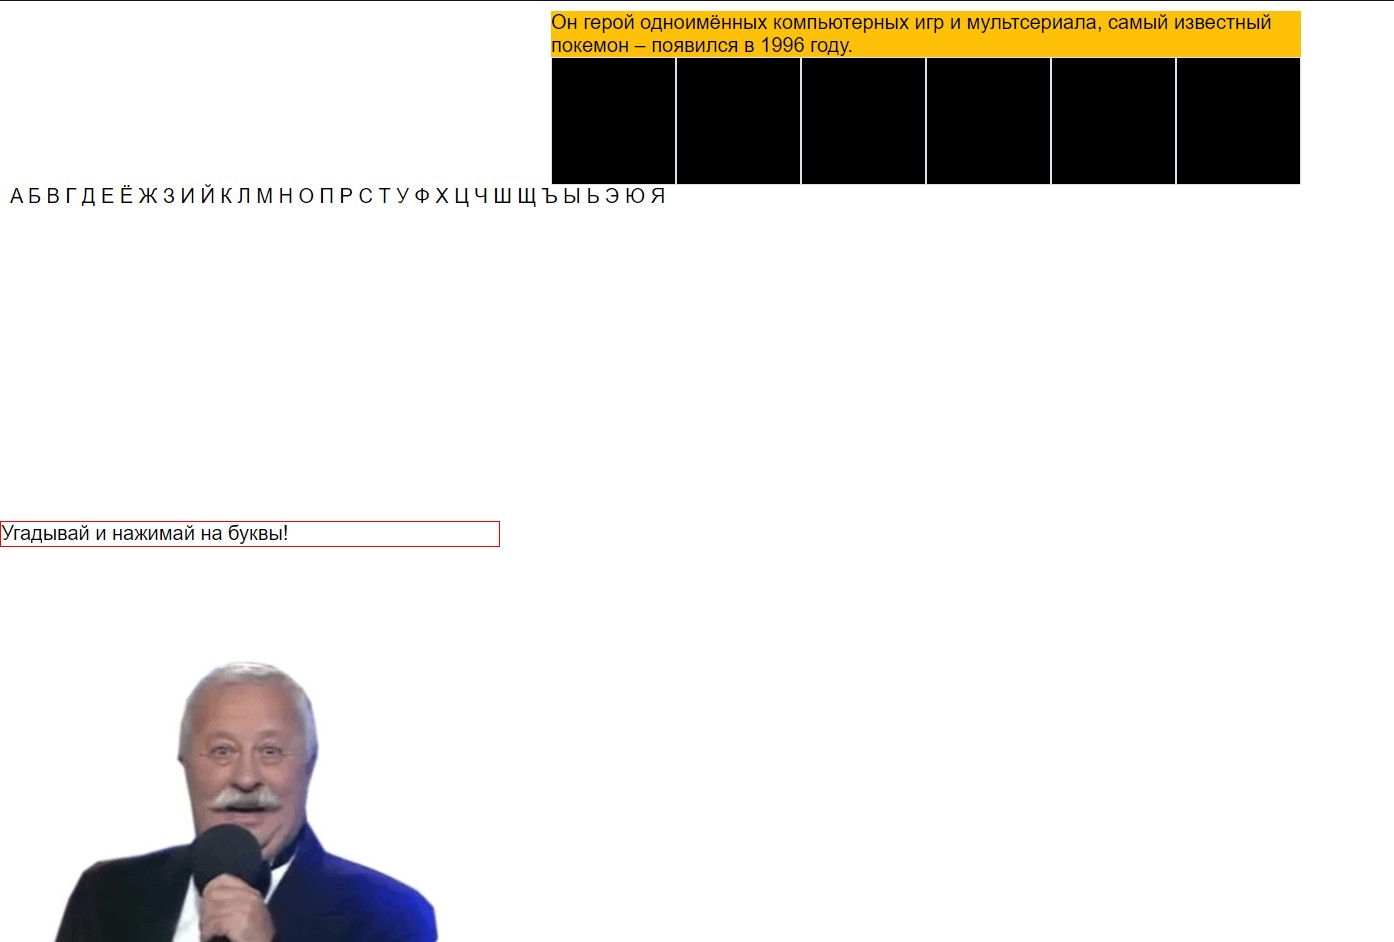 Он герой одноимённых компьютерных игр и мультсериала, самый известный
покемон – появился в 1996 году.
А Б В Г Д Е Ё Ж З И Й К Л М Н О П Р С Т У Ф Х Ц Ч Ш Щ Ъ Ы Ь Э Ю Я
Угадывай и нажимай на буквы!